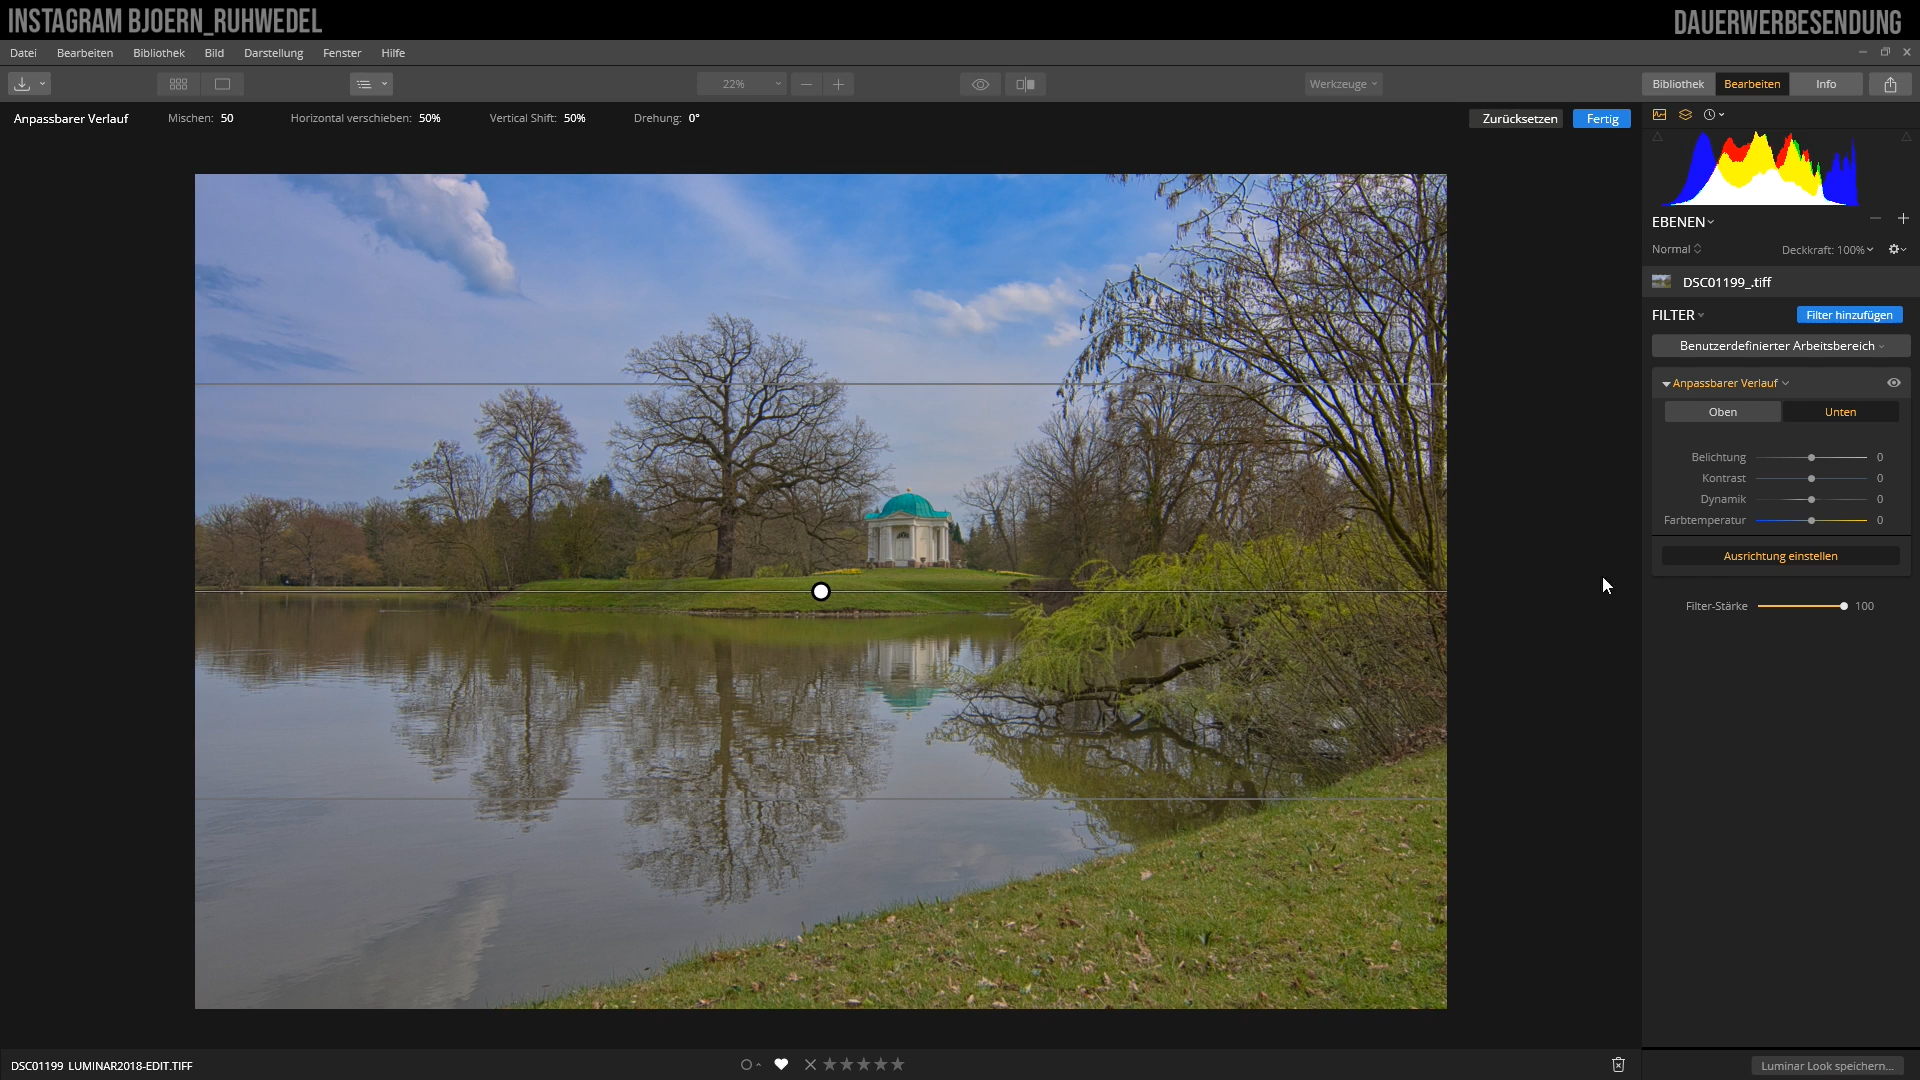 INSTAGRAM BJOERN_RUHWEDEL
DAUERWERBESENDUNG
Datei Bearbeiten Bibliothek Bild Darstellung Fenster Hilfe
22%
Werkzeuge
Bibliothek Bearbeiten Info
Anpassbarer Verlauf Mischen: 50 Horizontal verschieben: 50% Vertical Shift: 50% Drehung: 0°
Zurücksetzen Fertig
EBENEN
Normal Deckkraft: 100%
DSC01199_.tiff
FILTER Filter hinzufügen
Benutzerdefinierter Arbeitsbereich
Anpassbarer Verlauf
Oben Unten
Belichtung 0
Kontrast 0
Dynamik 0
Farbtemperatur 0
Ausrichtung einstellen
Filter-Stärke 100
DSC01199_LUMINAR2018-EDIT.TIFF
Luminar Look speichern...